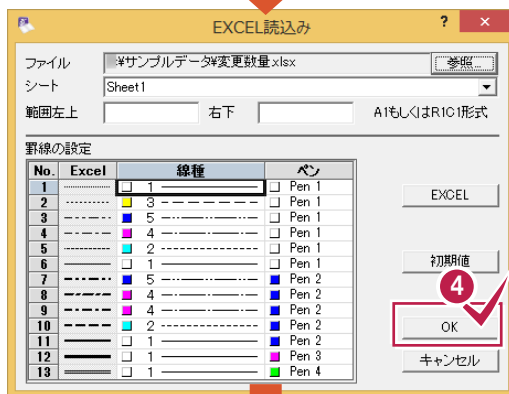 EXCEL読込み ? ×
ファイル ¥サンプルデータ¥変更数量.xlsx 参照...
シート Sheet1
範囲左上 右下 A1もしくはR1C1形式
罫線の設定
No. Excel 線種 ペン
1 1 Pen 1
2 3 Pen 1
3 5 Pen 1
4 4 Pen 1
5 2 Pen 1
6 1 Pen 1
7 5 Pen 2
8 4 Pen 2
9 4 Pen 2
10 2 Pen 2
11 1 Pen 2
12 1 Pen 3
13 1 Pen 4
EXCEL
初期値
4
OK
キャンセル